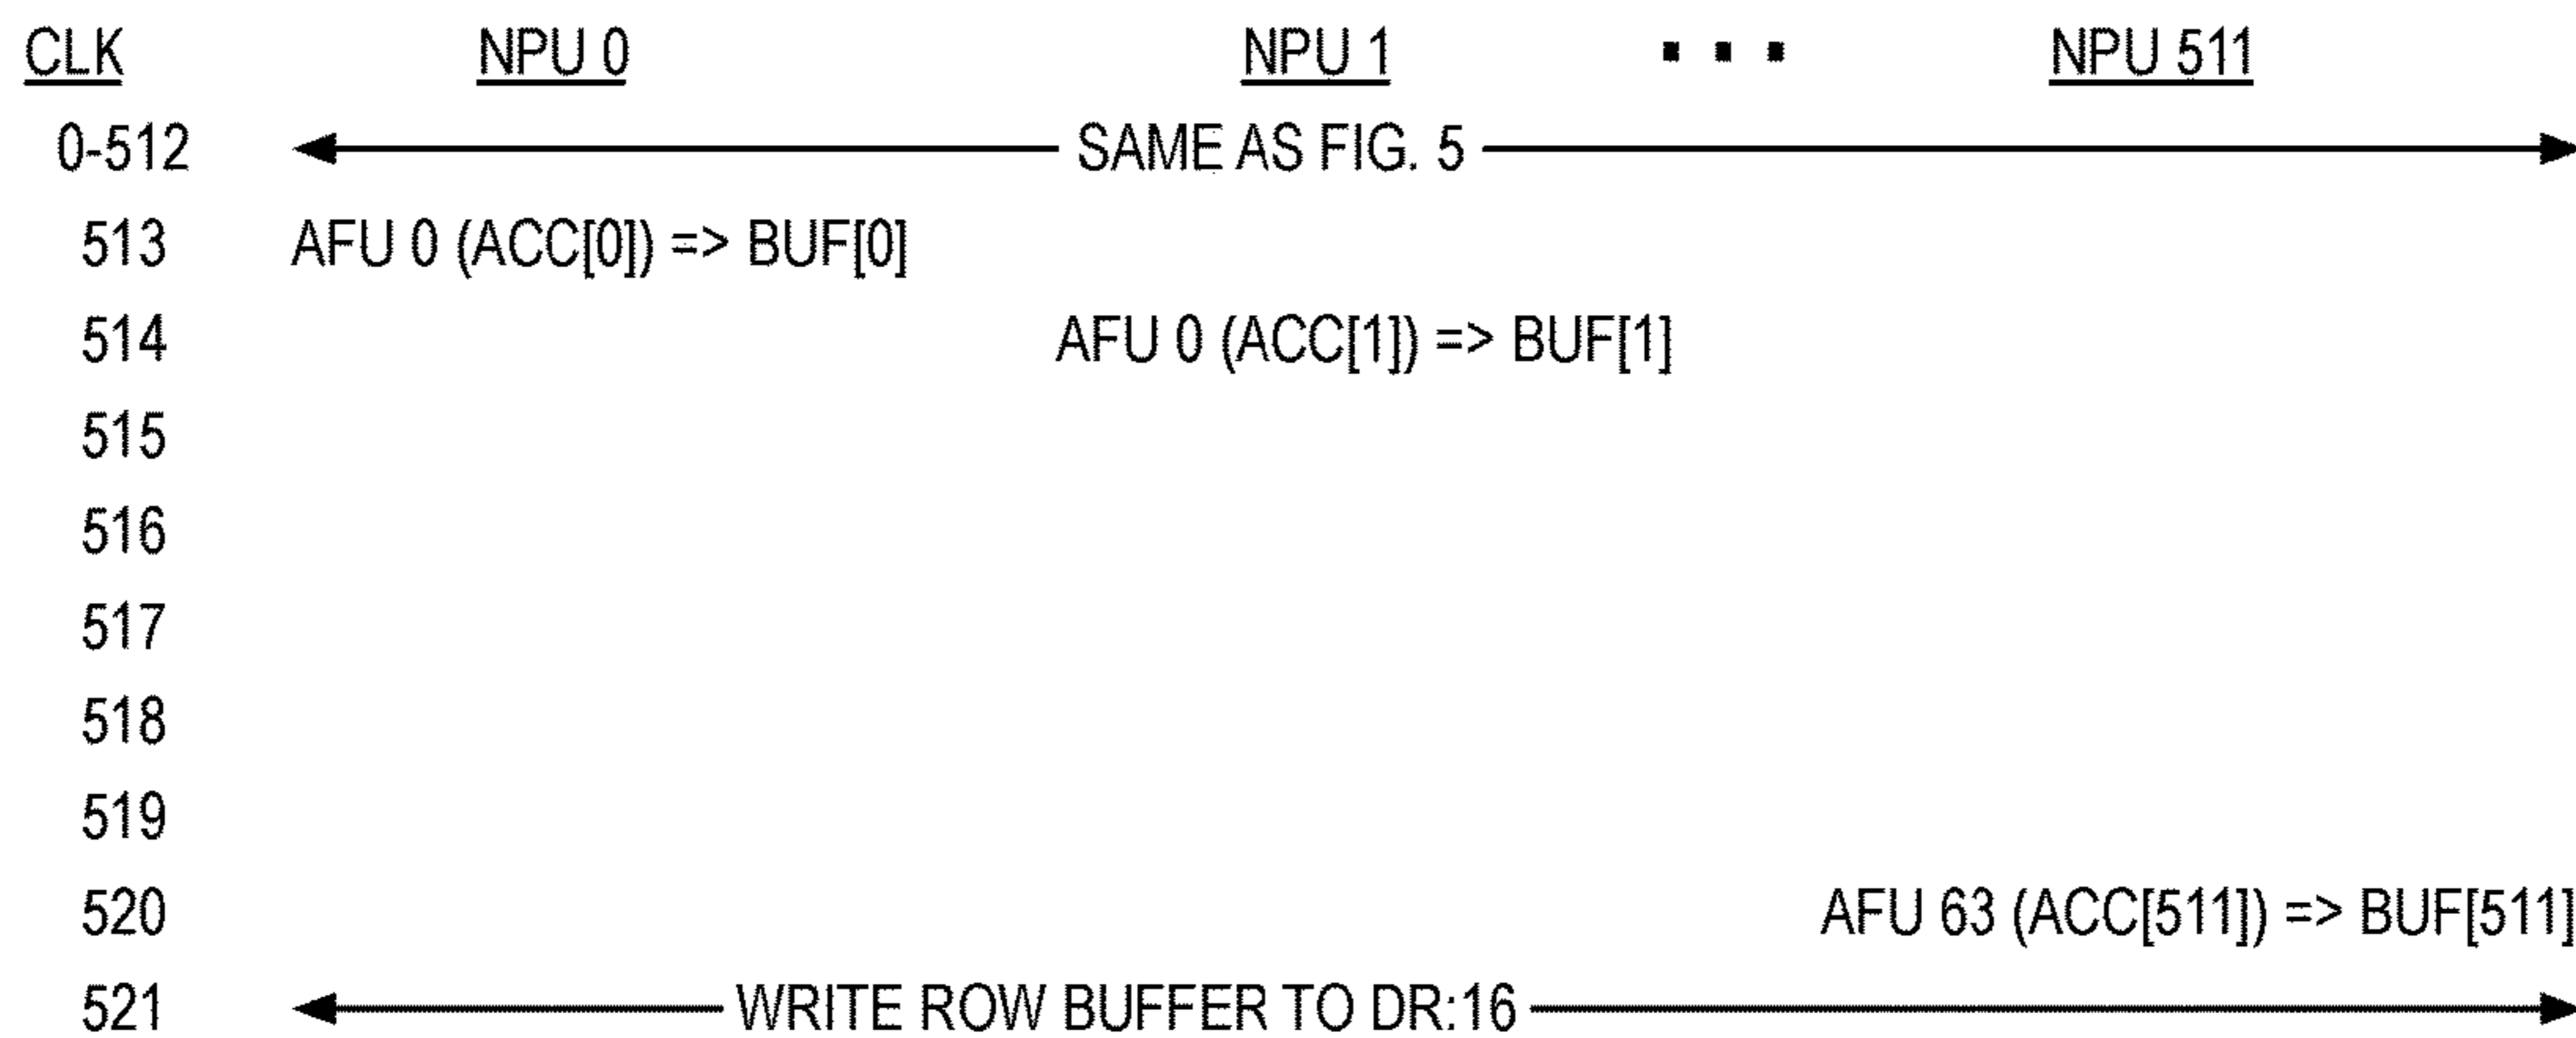 CLK NPU 0 NPU 1 ... NPU 511
0-512 SAME AS FIG. 5
513 AFU 0 (ACC[0]) => BUF[0]
514 AFU 0 (ACC[1]) => BUF[1]
515
516
517
518
519
520 AFU 63 (ACC[511]) => BUF[511]
521 WRITE ROW BUFFER TO DR:16